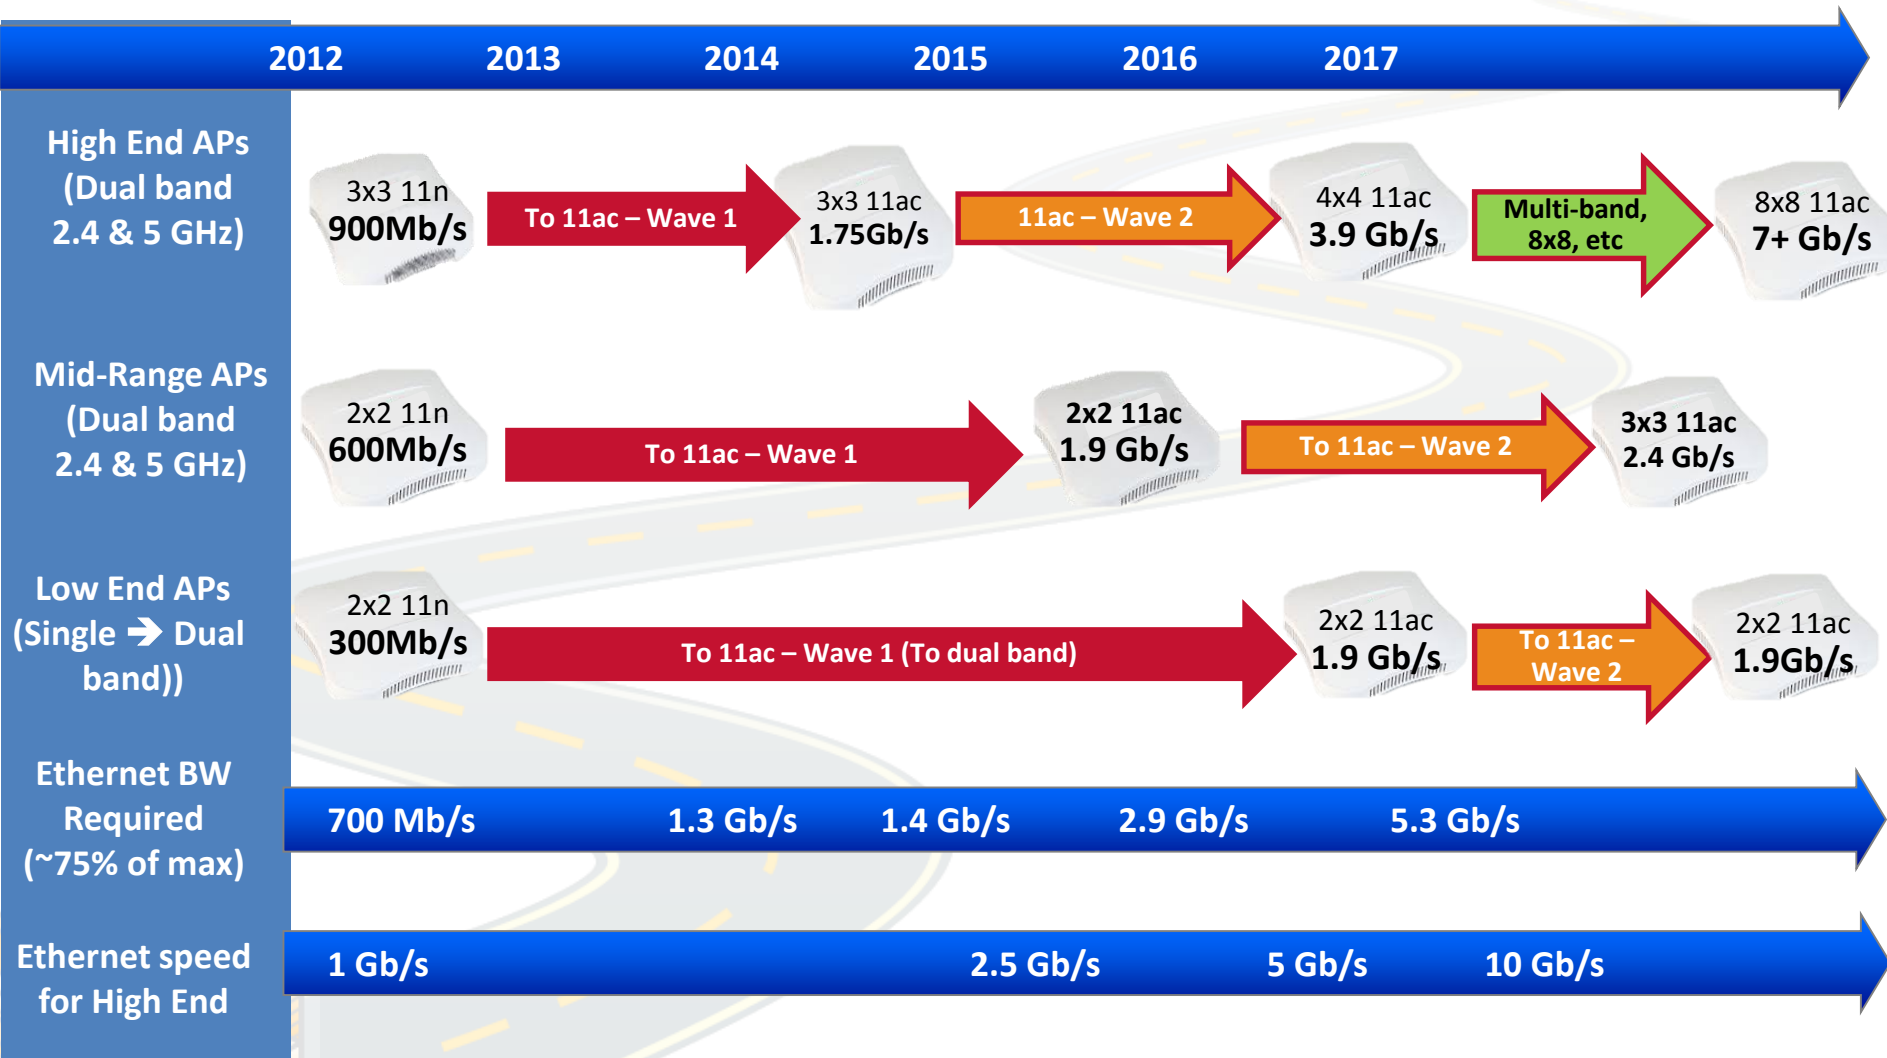 2012 2013 2014 2015 2016 2017
High End APs
(Dual band
2.4 & 5 GHz)
3x3 11n
900Mb/s
To 11ac – Wave 1
3x3 11ac
1.75Gb/s
11ac – Wave 2
4x4 11ac
3.9 Gb/s
Multi-band,
8x8, etc
8x8 11ac
7+ Gb/s
Mid-Range APs
(Dual band
2.4 & 5 GHz)
2x2 11n
600Mb/s
To 11ac – Wave 1
2x2 11ac
1.9 Gb/s
To 11ac – Wave 2
3x3 11ac
2.4 Gb/s
Low End APs
(Single ➔ Dual
band))
2x2 11n
300Mb/s
To 11ac – Wave 1 (To dual band)
2x2 11ac
1.9 Gb/s
To 11ac –
Wave 2
2x2 11ac
1.9Gb/s
Ethernet BW
Required
(~75% of max)
700 Mb/s 1.3 Gb/s 1.4 Gb/s 2.9 Gb/s 5.3 Gb/s
Ethernet speed
for High End
1 Gb/s 2.5 Gb/s 5 Gb/s 10 Gb/s